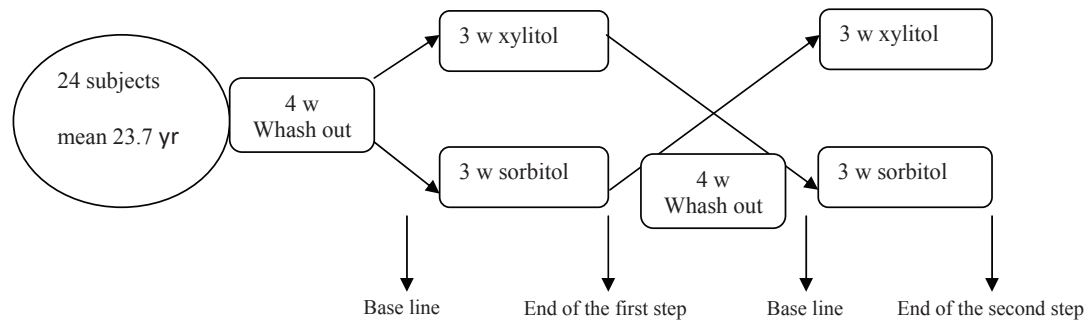 24 subjects
mean 23.7 yr
4 w
Whash out
3 w xylitol
3 w sorbitol
4 w
Whash out
3 w xylitol
3 w sorbitol
Base line
End of the first step
Base line
End of the second step